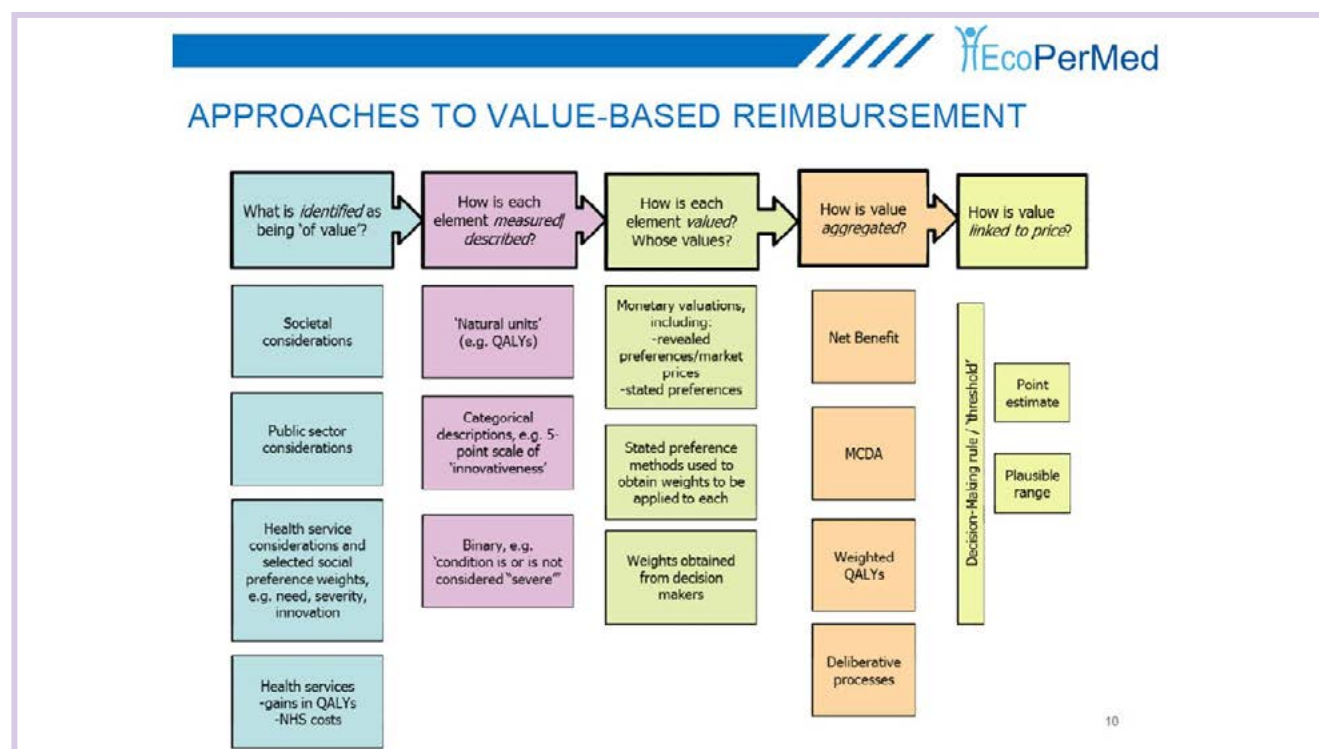 HEcoPerMed
APPROACHES TO VALUE-BASED REIMBURSEMENT
What is identified as
being 'of value'?
How is each
element measured/
described?
How is each
element valued?
Whose values?
How is value
aggregated?
How is value
linked to price?
Societal
considerations
Public sector
considerations
Health service
considerations and
selected social
preference weights,
e.g. need, severity,
innovation
Health services
-gains in QALYs
-NHS costs
'Natural units'
(e.g. QALYs)
Categorical
descriptions, e.g. 5-
point scale of
'innovativeness'
Binary, e.g.
'condition is or is not
considered "severe"'
Monetary valuations,
including:
-revealed
preferences/market
prices
-stated preferences
Stated preference
methods used to
obtain weights to be
applied to each
Weights obtained
from decision
makers
Net Benefit
MCDA
Weighted
QALYs
Deliberative
processes
Decision-Making rule / 'threshold'
Point
estimate
Plausible
range
10